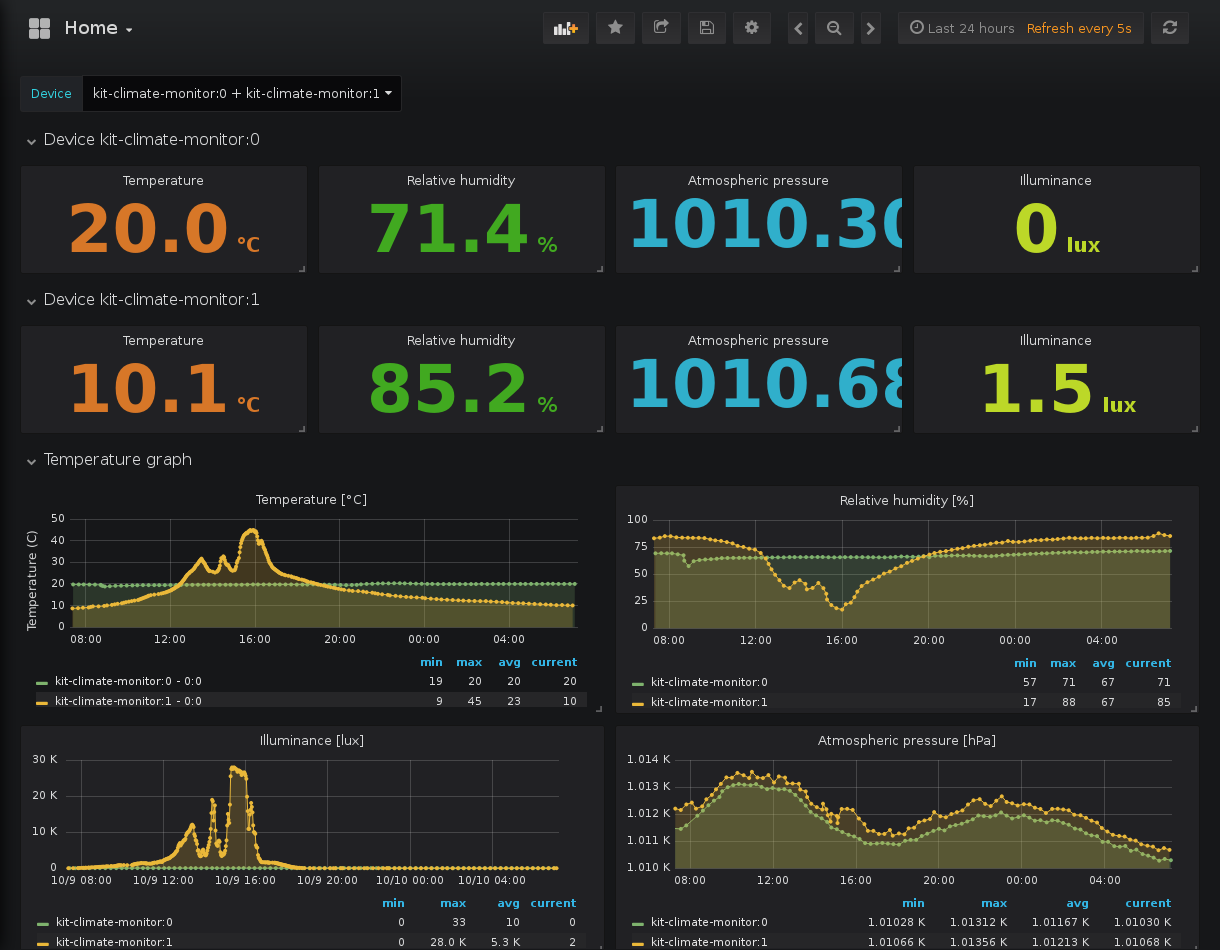 Home
Last 24 hours Refresh every 5s
Device kit-climate-monitor:0 + kit-climate-monitor:1
Device kit-climate-monitor:0
Temperature Relative humidity Atmospheric pressure Illuminance
20.0 °C 71.4 % 1010.30 0 lux
Device kit-climate-monitor:1
Temperature Relative humidity Atmospheric pressure Illuminance
10.1 °C 85.2 % 1010.68 1.5 lux
Temperature graph
Temperature [°C]
Temperature (C)
50
40
30
20
10
0
08:00 12:00 16:00 20:00 00:00 04:00
min max avg current
kit-climate-monitor:0 - 0:0 19 20 20 20
kit-climate-monitor:1 - 0:0 9 45 23 10
Relative humidity [%]
100
75
50
25
0
08:00 12:00 16:00 20:00 00:00 04:00
min max avg current
kit-climate-monitor:0 57 71 67 71
kit-climate-monitor:1 17 88 67 85
Illuminance [lux]
30 K
20 K
10 K
0
10/9 08:00 10/9 12:00 10/9 16:00 10/9 20:00 10/10 00:00 10/10 04:00
min max avg current
kit-climate-monitor:0 0 33 10 0
kit-climate-monitor:1 0 28.0 K 5.3 K 2
Atmospheric pressure [hPa]
1.014 K
1.013 K
1.012 K
1.011 K
1.010 K
08:00 12:00 16:00 20:00 00:00 04:00
min max avg current
kit-climate-monitor:0 1.01028 K 1.01312 K 1.01167 K 1.01030 K
kit-climate-monitor:1 1.01066 K 1.01356 K 1.01213 K 1.01068 K